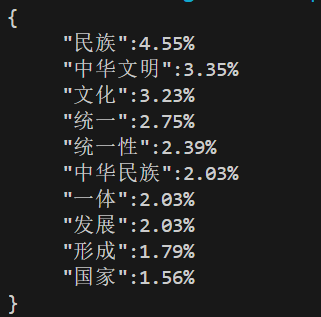 {
"民族":4.55%
"中华文明":3.35%
"文化":3.23%
"统一":2.75%
"统一性":2.39%
"中华民族":2.03%
"一体":2.03%
"发展":2.03%
"形成":1.79%
"国家":1.56%
}